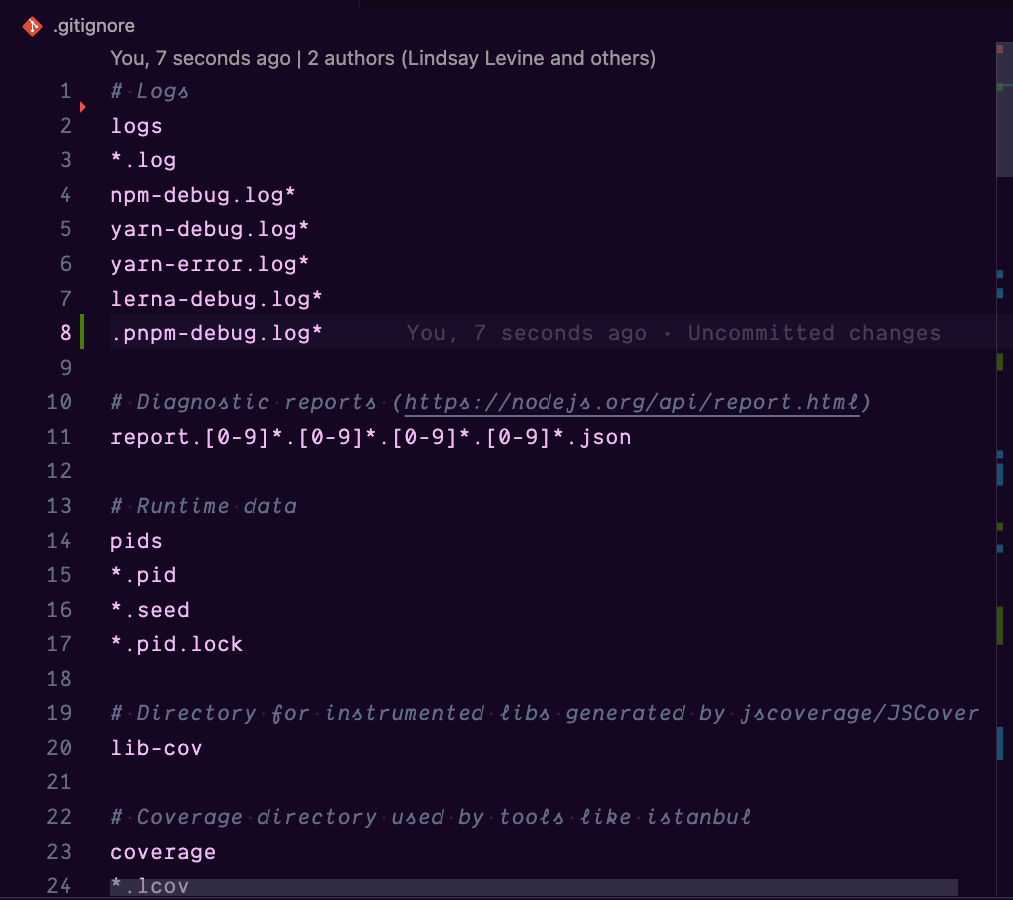 .gitignore
You, 7 seconds ago | 2 authors (Lindsay Levine and others)
1 # Logs
2 logs
3 *.log
4 npm-debug.log*
5 yarn-debug.log*
6 yarn-error.log*
7 lerna-debug.log*
8 .pnpm-debug.log* You, 7 seconds ago · Uncommitted changes
9
10 # Diagnostic reports (https://nodejs.org/api/report.html)
11 report.[0-9]*.[0-9]*.[0-9]*.[0-9]*.json
12
13 # Runtime data
14 pids
15 *.pid
16 *.seed
17 *.pid.lock
18
19 # Directory for instrumented libs generated by jscoverage/JSCover
20 lib-cov
21
22 # Coverage directory used by tools like istanbul
23 coverage
24 *.lcov